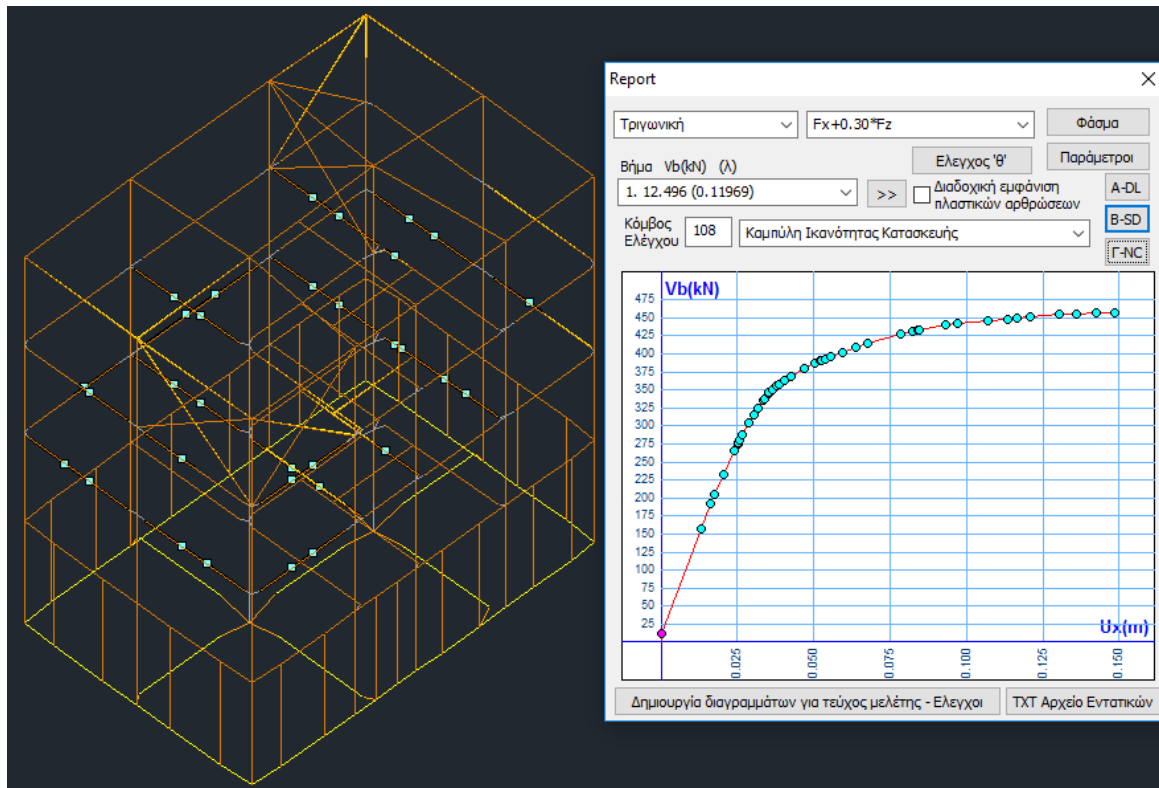 Report
Τριγωνική
Fx+0.30*Fz
Φάσμα
Ελεγχος 'θ'
Παράμετροι
Βήμα Vb(kN) (λ)
1. 12.496 (0.11969)
>>
Διαδοχική εμφάνιση
πλαστικών αρθρώσεων
A-DL
B-SD
Γ-NC
Κόμβος
Ελέγχου
108
Καμπύλη Ικανότητας Κατασκευής
Vb(kN)
475
450
425
400
375
350
325
300
275
250
225
200
175
150
125
100
75
50
25
Ux(m)
0.025
0.050
0.075
0.100
0.125
0.150
Δημιουργία διαγραμμάτων για τεύχος μελέτης - Ελεγχοι
TXT Αρχείο Εντατικών